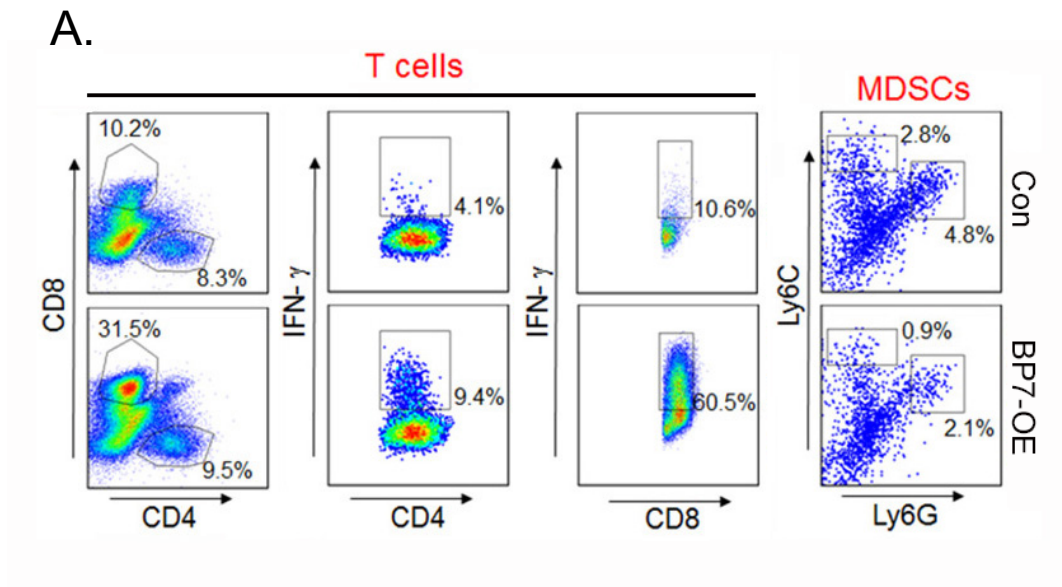 A.
T cells
MDSCs
10.2%
8.3%
4.1%
10.6%
2.8%
4.8%
Con
CD8
IFN- γ
IFN- γ
Ly6C
31.5%
9.5%
9.4%
60.5%
0.9%
2.1%
BP7-OE
CD4
CD4
CD8
Ly6G